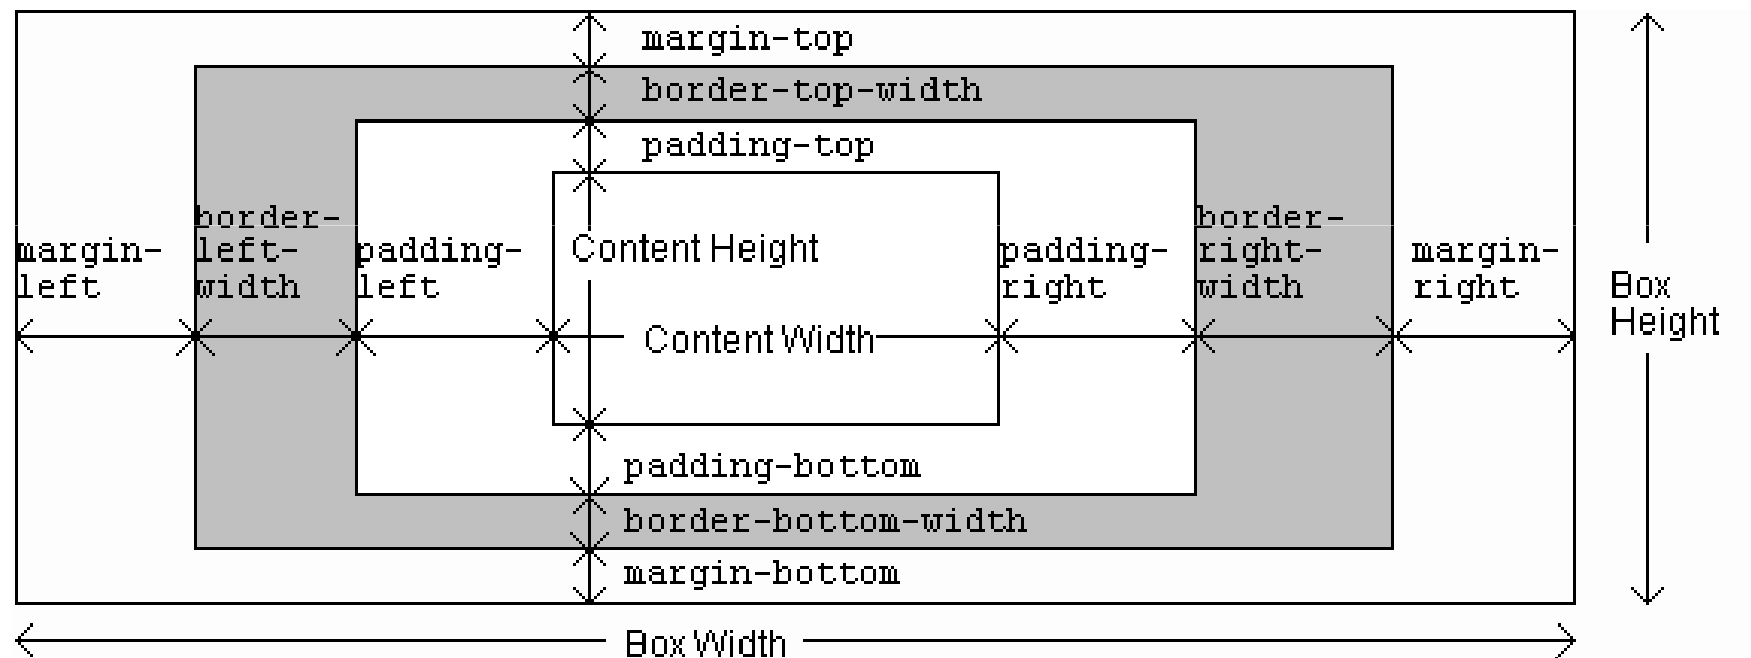 margin-top
border-top-width
padding-top
margin-
left
border-
left-
width
padding-
left
Content Height
Content Width
padding-
right
border-
right-
width
margin-
right
Box
Height
padding-bottom
border-bottom-width
margin-bottom
Box Width